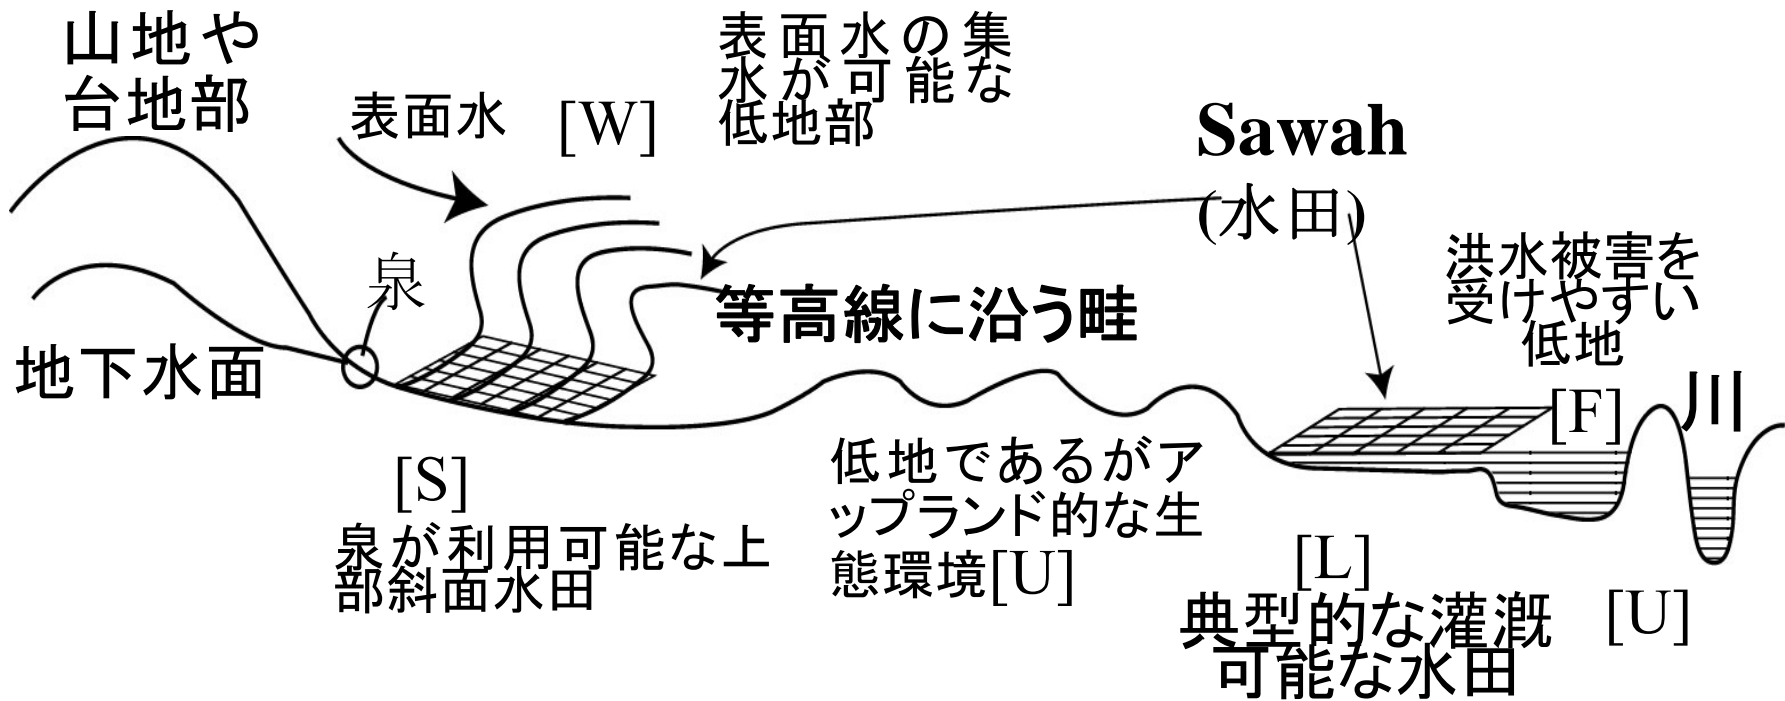 山地や
台地部
表面水
[W]
表面水の集
水が可能な
低地部
Sawah
(水田)
泉
洪水被害を
受けやすい
低地
[F]
川
等高線に沿う畦
地下水面
[S]
泉が利用可能な上
部斜面水田
低地であるがア
ップランド的な生
態環境[U]
[L]
典型的な灌漑
可能な水田
[U]